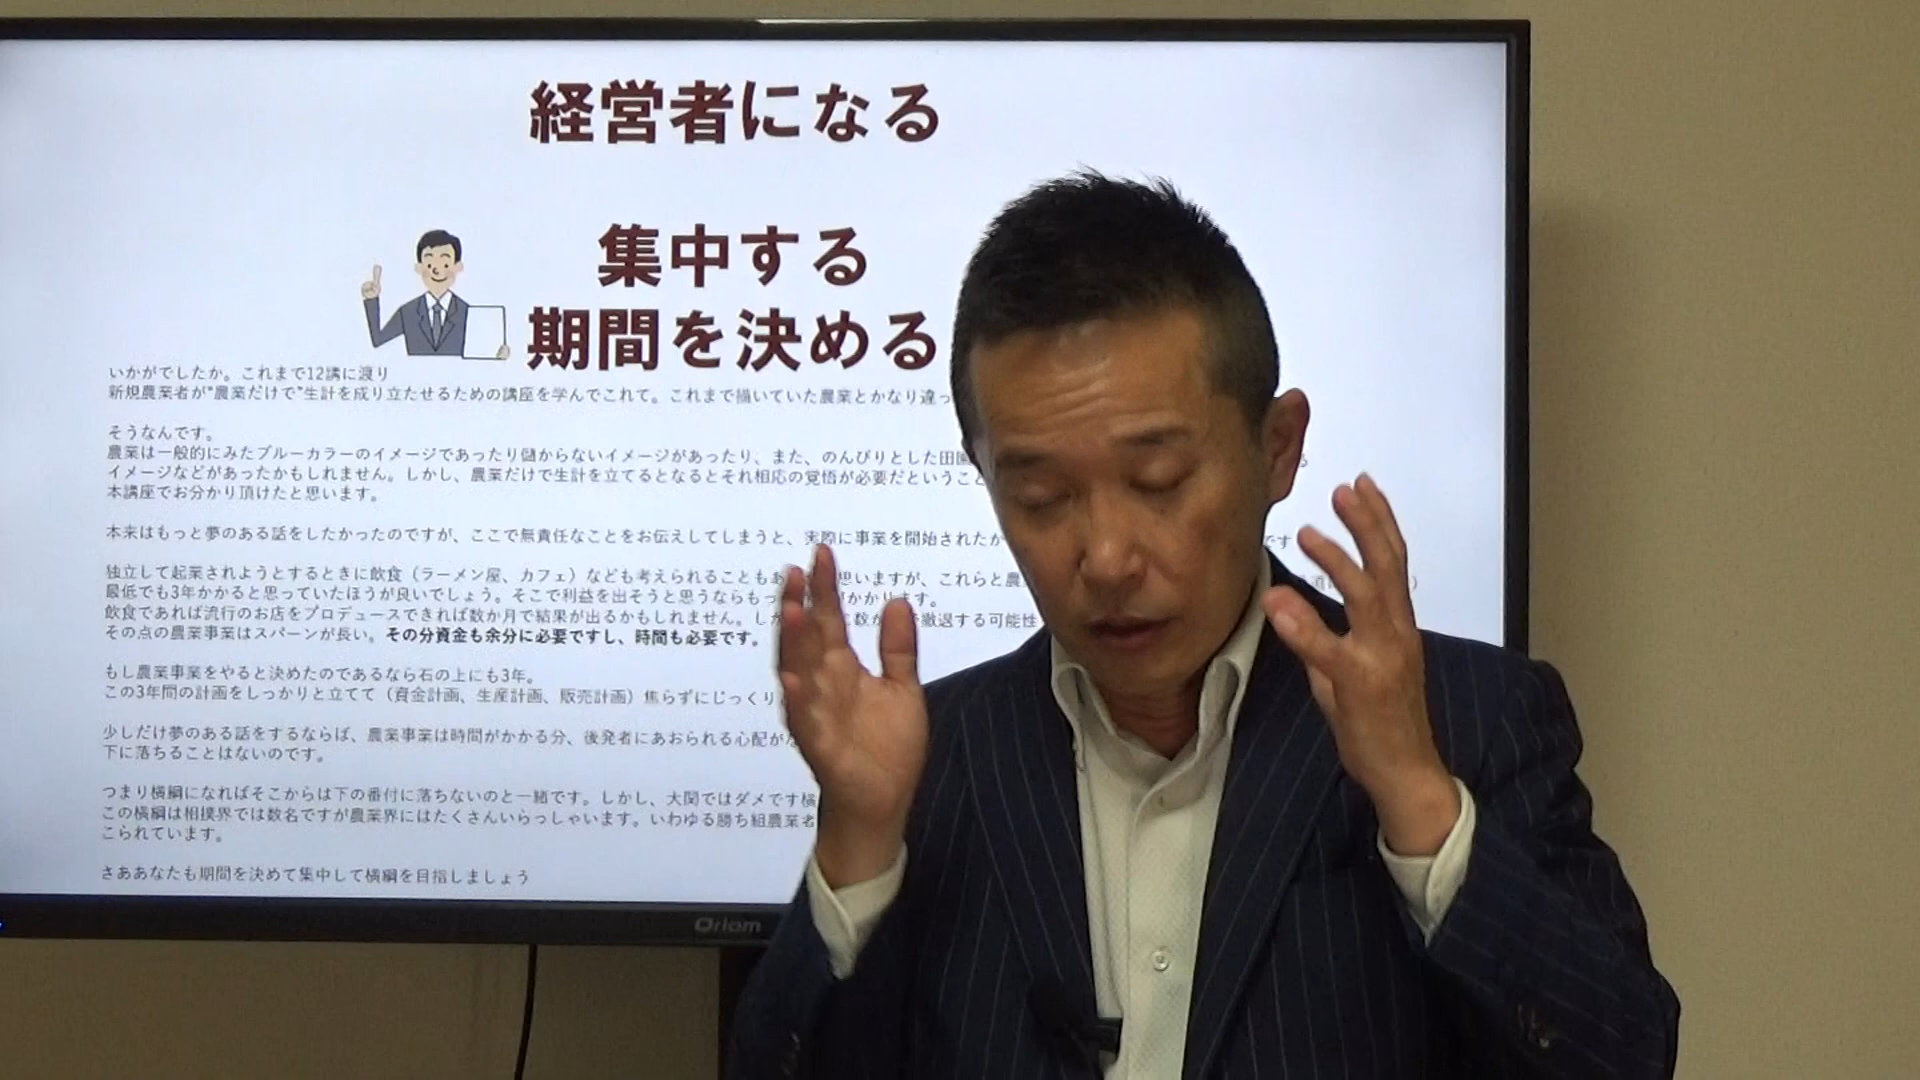 経営者になる
集中する
期間を決める
いかがでしたか。これまで12講に渡り
新規農業者が"農業だけで"生計を成り立たせるための講座を学んでこれて。これまで描いていた農業とかなり違っ
そうなんです。
農業は一般的にみたブルーカラーのイメージであったり儲からないイメージがあったり、また、のんびりとした田園
イメージなどがあったかもしれません。しかし、農業だけで生計を立てるとなるとそれ相応の覚悟が必要だということ
本講座でお分かり頂けたと思います。
本来はもっと夢のある話をしたかったのですが、ここで無責任なことをお伝えしてしまうと、実際に事業を開始されたか です
独立して起業されようとするときに飲食（ラーメン屋、カフェ）なども考えられることもあ 思いますが、これらと農
最低でも3年かかると思っていたほうが良いでしょう。そこで利益を出そうと思うならもっ がかかります。
飲食であれば流行のお店をプロデュースできれば数か月で結果が出るかもしれません。しか に数か 撤退する可能性
その点の農業事業はスパーンが長い。その分資金も余分に必要ですし、時間も必要です。
もし農業事業をやると決めたのであるなら石の上にも3年。
この3年間の計画をしっかりと立てて（資金計画、生産計画、販売計画）焦らずにじっくり
少しだけ夢のある話をするならば、農業事業は時間がかかる分、後発者にあおられる心配がな
下に落ちることはないのです。
つまり横綱になればそこからは下の番付に落ちないのと一緒です。しかし、大関ではダメです横
この横綱は相撲界では数名ですが農業界にはたくさんいらっしゃいます。いわゆる勝ち組農業者
こられています。
さああなたも期間を決めて集中して横綱を目指しましょう
Oriom